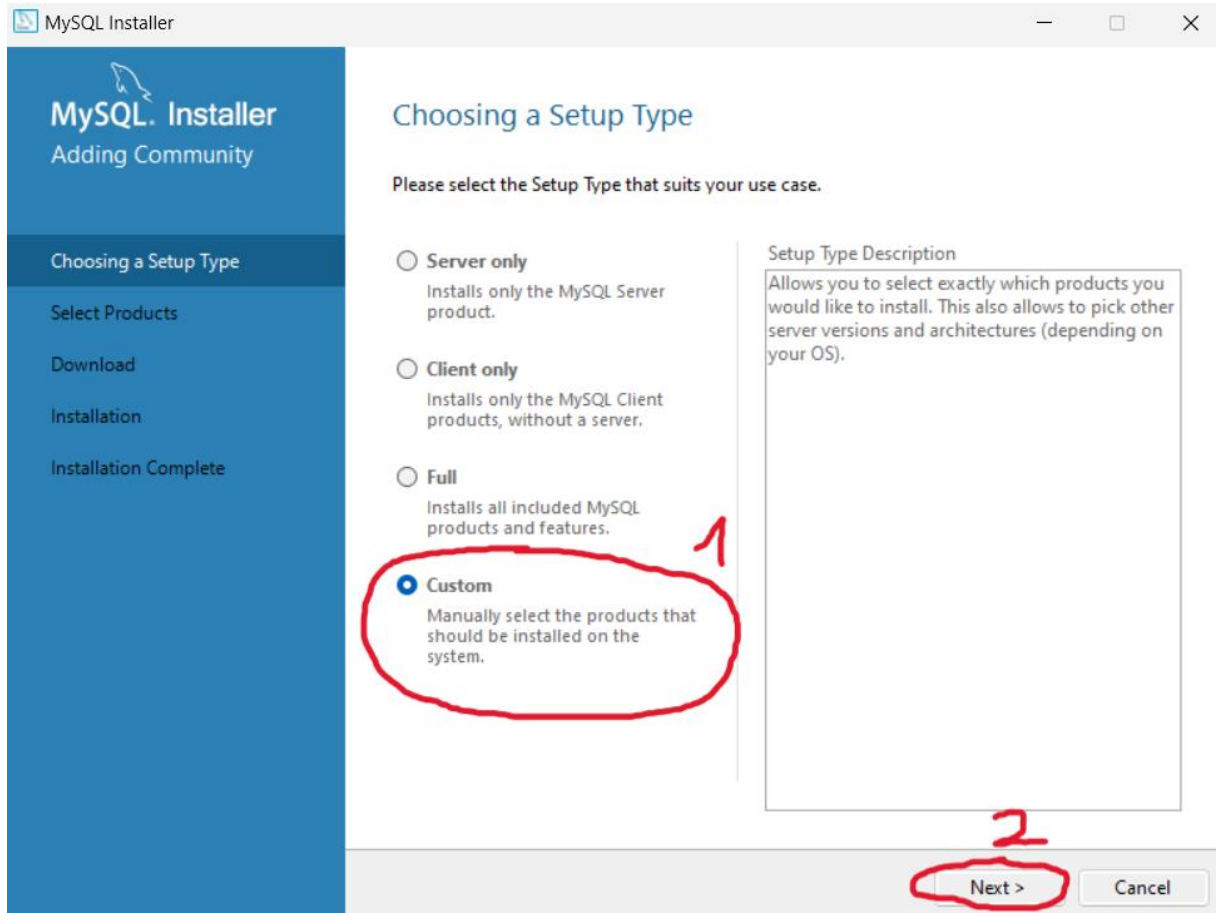 MySQL Installer
MySQL. Installer
Adding Community
Choosing a Setup Type
Select Products
Download
Installation
Installation Complete
Choosing a Setup Type
Please select the Setup Type that suits your use case.
Server only
Installs only the MySQL Server
product.
Client only
Installs only the MySQL Client
products, without a server.
Full
Installs all included MySQL
products and features.
1
Custom
Manually select the products that
should be installed on the
system.
Setup Type Description
Allows you to select exactly which products you
would like to install. This also allows to pick other
server versions and architectures (depending on
your OS).
2
Next >
Cancel